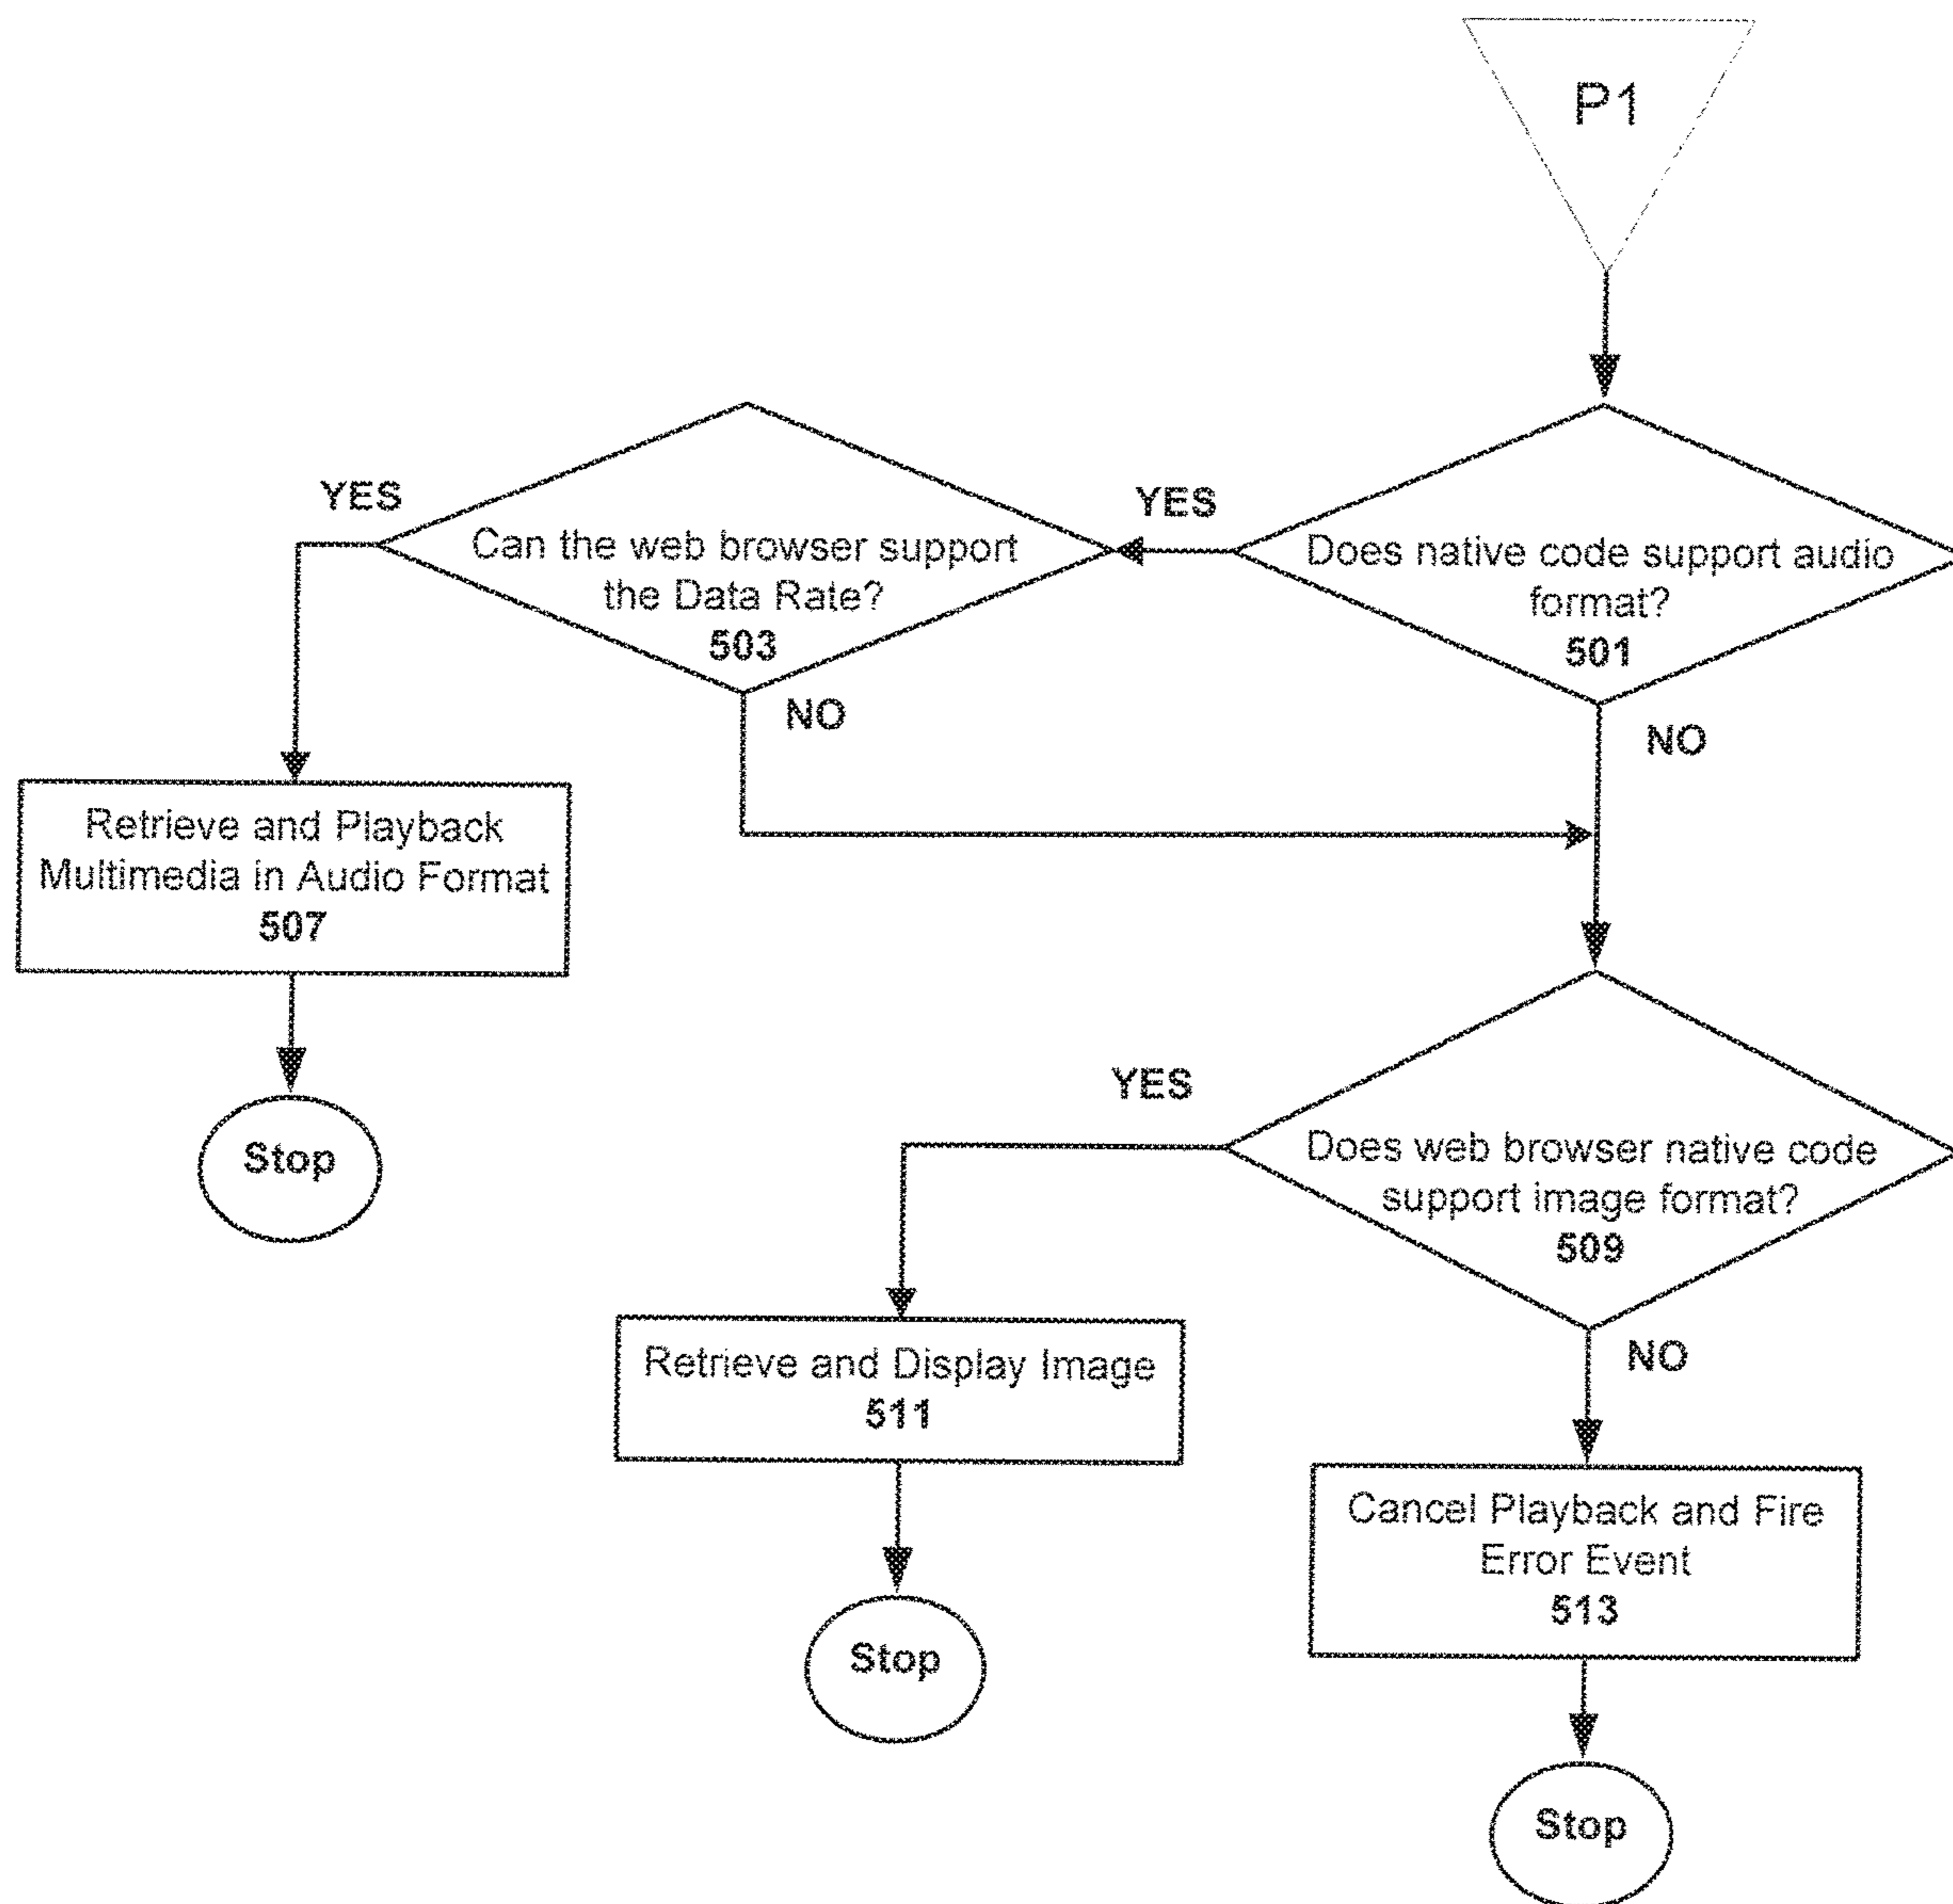 P1
YES
Can the web browser support
the Data Rate?
503
YES
Does native code support audio
format?
501
NO
NO
Retrieve and Playback
Multimedia in Audio Format
507
Stop
YES
Does web browser native code
support image format?
509
NO
Retrieve and Display Image
511
Cancel Playback and Fire
Error Event
513
Stop
Stop